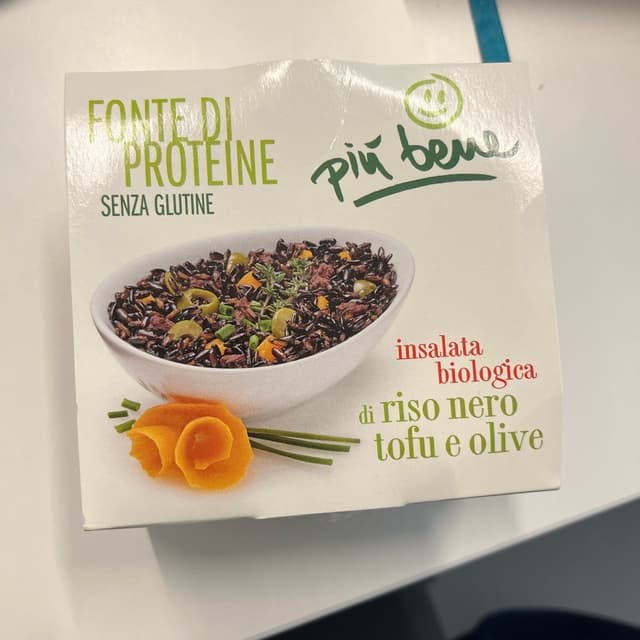 FONTE DI
PROTEINE
SENZA GLUTINE
più bene
insalata
biologica
di riso nero
tofu e olive